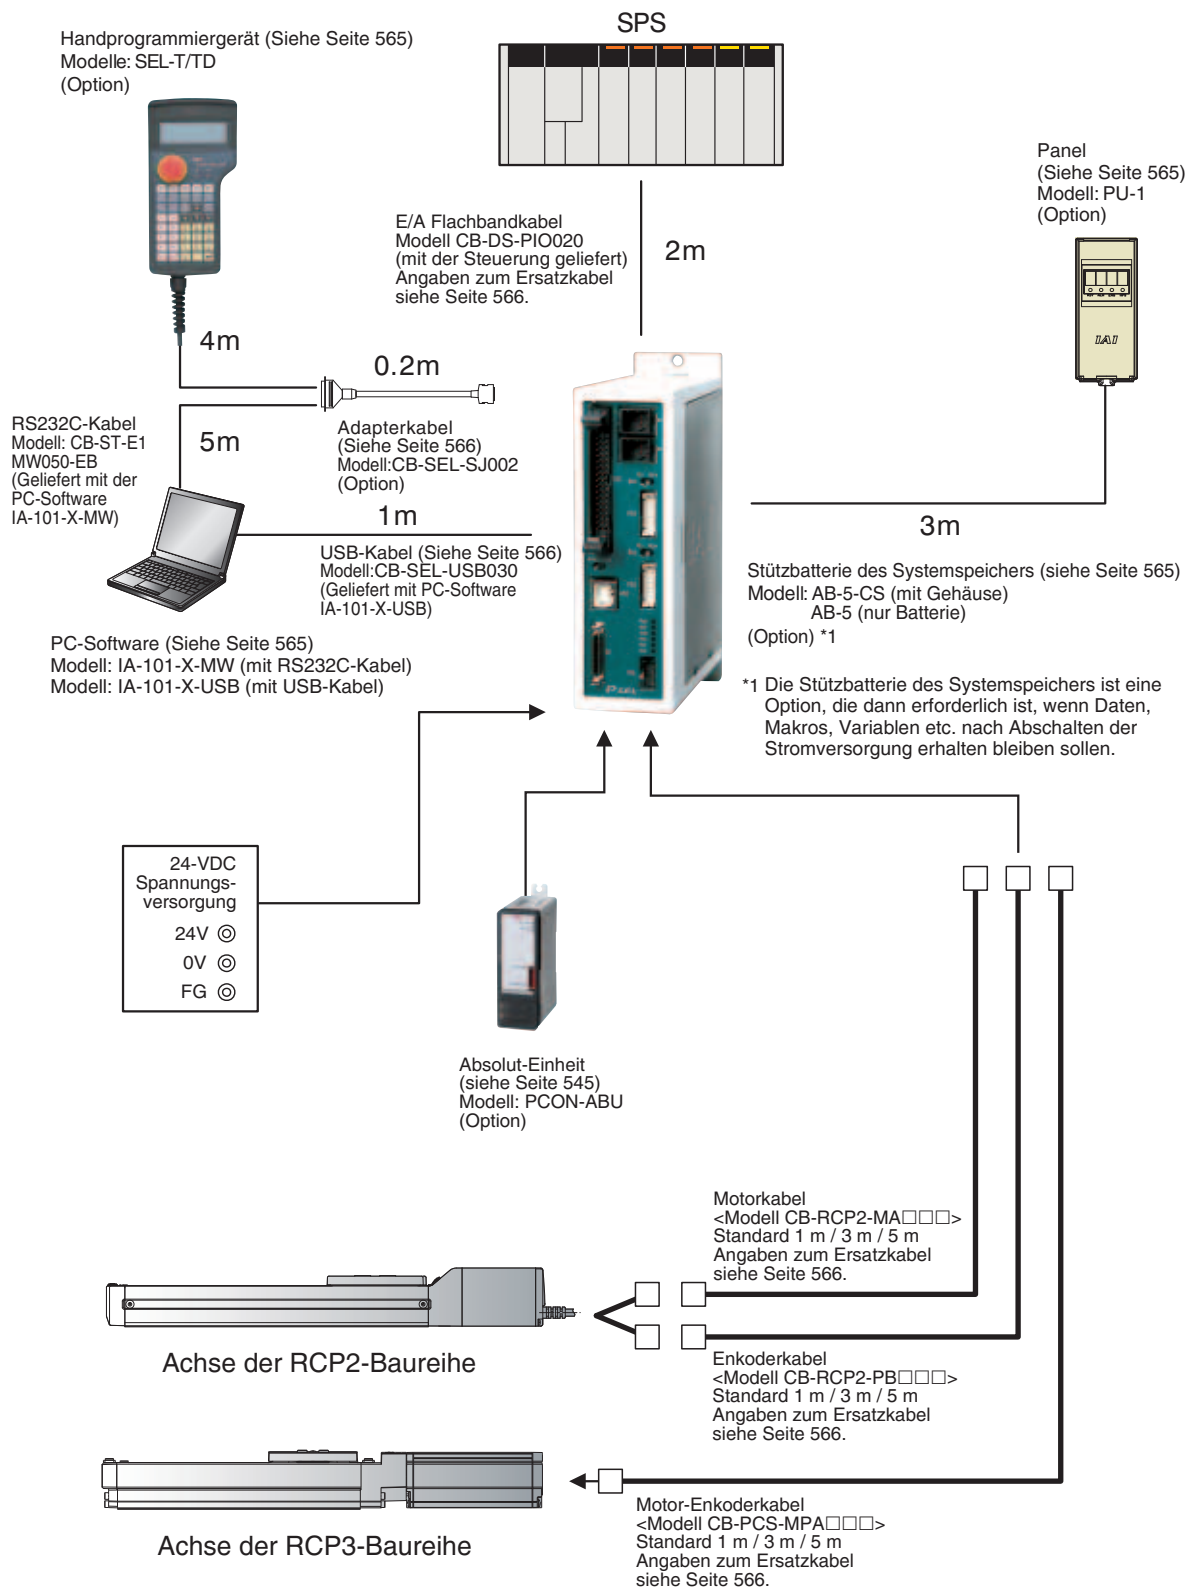 SPS
Handprogrammiergerät (Siehe Seite 565)
Modelle: SEL-T/TD
(Option)
Panel
(Siehe Seite 565)
Modell: PU-1
(Option)
E/A Flachbandkabel
Modell CB-DS-PIO020
(mit der Steuerung geliefert)
Angaben zum Ersatzkabel
siehe Seite 566.
2m
IAI
4m
0.2m
RS232C-Kabel
Modell: CB-ST-E1
MW050-EB
(Geliefert mit der
PC-Software
IA-101-X-MW)
5m
Adapterkabel
(Siehe Seite 566)
Modell:CB-SEL-SJ002
(Option)
1m
3m
USB-Kabel (Siehe Seite 566)
Modell:CB-SEL-USB030
(Geliefert mit PC-Software
IA-101-X-USB)
Stützbatterie des Systemspeichers (siehe Seite 565)
Modell: AB-5-CS (mit Gehäuse)
AB-5 (nur Batterie)
(Option) *1
PC-Software (Siehe Seite 565)
Modell: IA-101-X-MW (mit RS232C-Kabel)
Modell: IA-101-X-USB (mit USB-Kabel)
*1 Die Stützbatterie des Systemspeichers ist eine
Option, die dann erforderlich ist, wenn Daten,
Makros, Variablen etc. nach Abschalten der
Stromversorgung erhalten bleiben sollen.
24-VDC
Spannungs-
versorgung
24V
0V
FG
Absolut-Einheit
(siehe Seite 545)
Modell: PCON-ABU
(Option)
Motorkabel
<Modell CB-RCP2-MA□□□>
Standard 1 m / 3 m / 5 m
Angaben zum Ersatzkabel
siehe Seite 566.
Achse der RCP2-Baureihe
Enkoderkabel
<Modell CB-RCP2-PB□□□>
Standard 1 m / 3 m / 5 m
Angaben zum Ersatzkabel
siehe Seite 566.
Achse der RCP3-Baureihe
Motor-Enkoderkabel
<Modell CB-PCS-MPA□□□>
Standard 1 m / 3 m / 5 m
Angaben zum Ersatzkabel
siehe Seite 566.